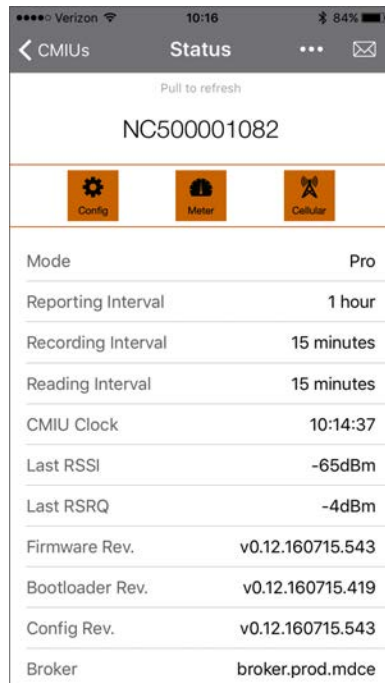 Verizon 10:16 84%
CMIUs Status
Pull to refresh
NC500001082
Config Meter Cellular
Mode Pro
Reporting Interval 1 hour
Recording Interval 15 minutes
Reading Interval 15 minutes
CMIU Clock 10:14:37
Last RSSI -65dBm
Last RSRQ -4dBm
Firmware Rev. v0.12.160715.543
Bootloader Rev. v0.12.160715.419
Config Rev. v0.12.160715.543
Broker broker.prod.mdce